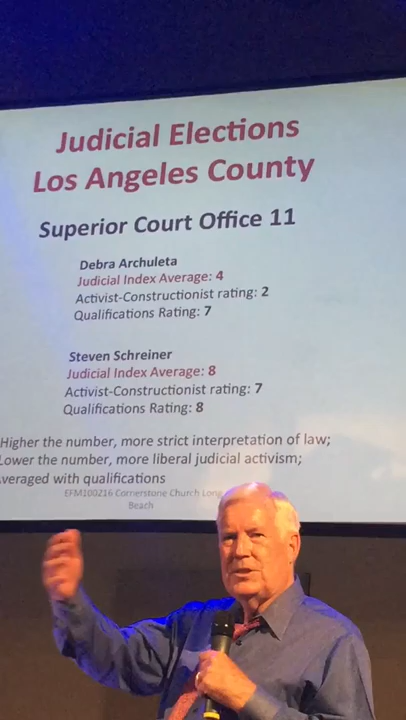 Judicial Elections
Los Angeles County
Superior Court Office 11
Debra Archuleta
Judicial Index Average: 4
Activist-Constructionist rating: 2
Qualifications Rating: 7
Steven Schreiner
Judicial Index Average: 8
Activist-Constructionist rating: 7
Qualifications Rating: 8
Higher the number, more strict interpretation of law;
Lower the number, more liberal judicial activism;
veraged with qualifications
EFM100216 Cornerstone Church Long
Beach